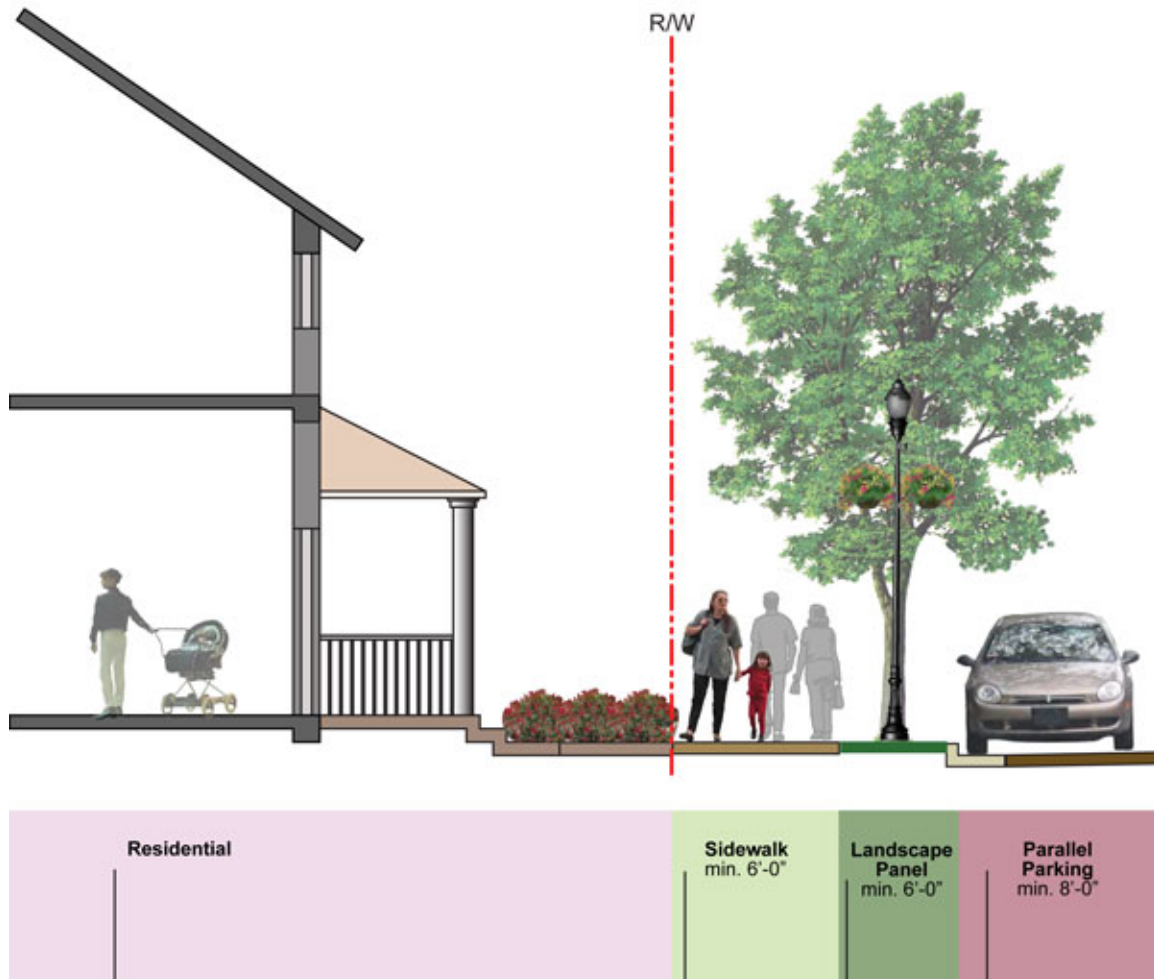 R/W
Residential
Sidewalk
min. 6'-0"
Landscape
Panel
min. 6'-0"
Parallel
Parking
min. 8'-0"